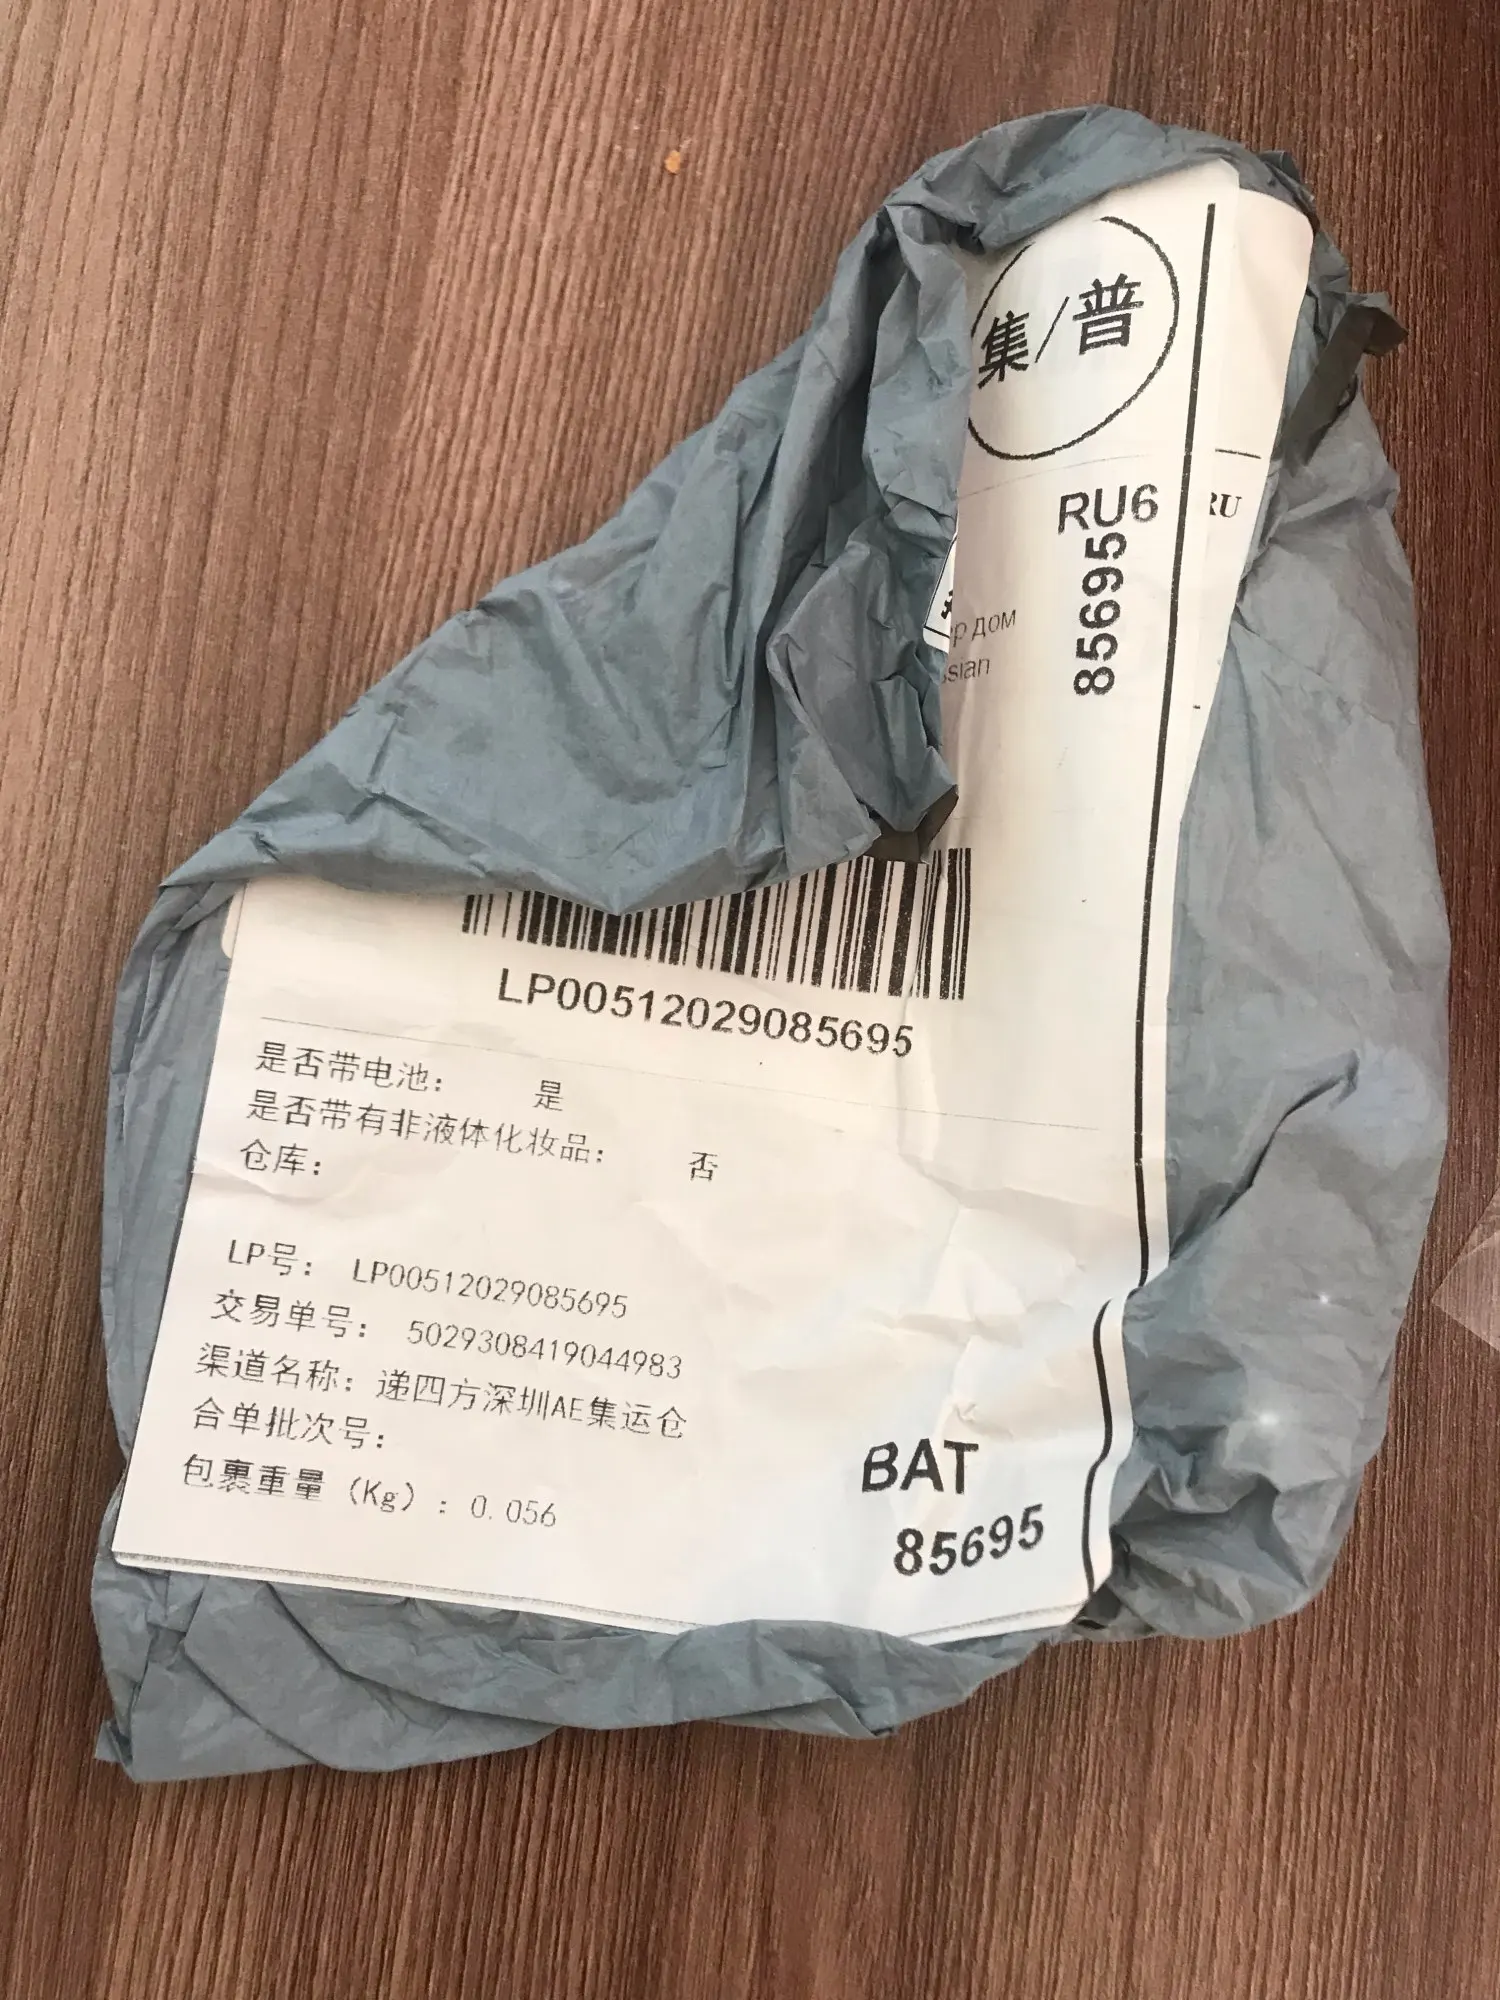 集/普
RU6
RU
85695
р дом
ssian
LP00512029085695
是否带电池: 是
是否带有非液体化妆品: 否
仓库:
LP号: LP00512029085695
交易单号: 5029308419044983
渠道名称: 递四方深圳AE集运仓
合单批次号:
包裹重量 (Kg) : 0.056
BAT
85695